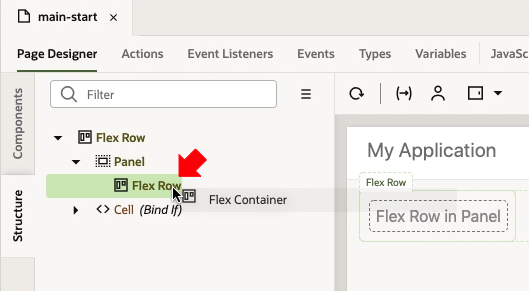 main-start ×
Page Designer Actions Event Listeners Events Types Variables JavaSc
Components
Structure
Filter
Flex Row
Panel
Flex Row
Flex Container
<> Cell (Bind If)
My Application
Flex Row
Flex Row in Panel